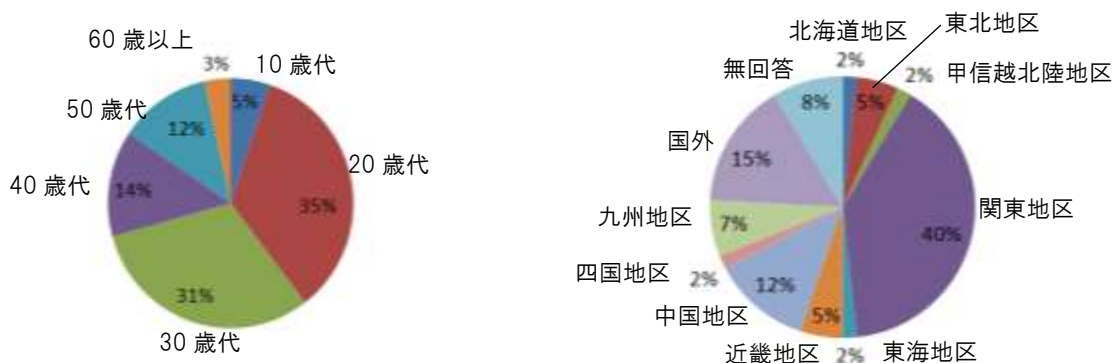 60 歳以上
3%
10 歳代
5%
50 歳代
12%
20 歳代
35%
40 歳代
14%
31%
30 歳代
北海道地区
2%
東北地区
5%
2%
甲信越北陸地区
無回答
8%
国外
15%
関東地区
40%
九州地区
7%
四国地区
2%
中国地区
12%
近畿地区
5%
2%
東海地区